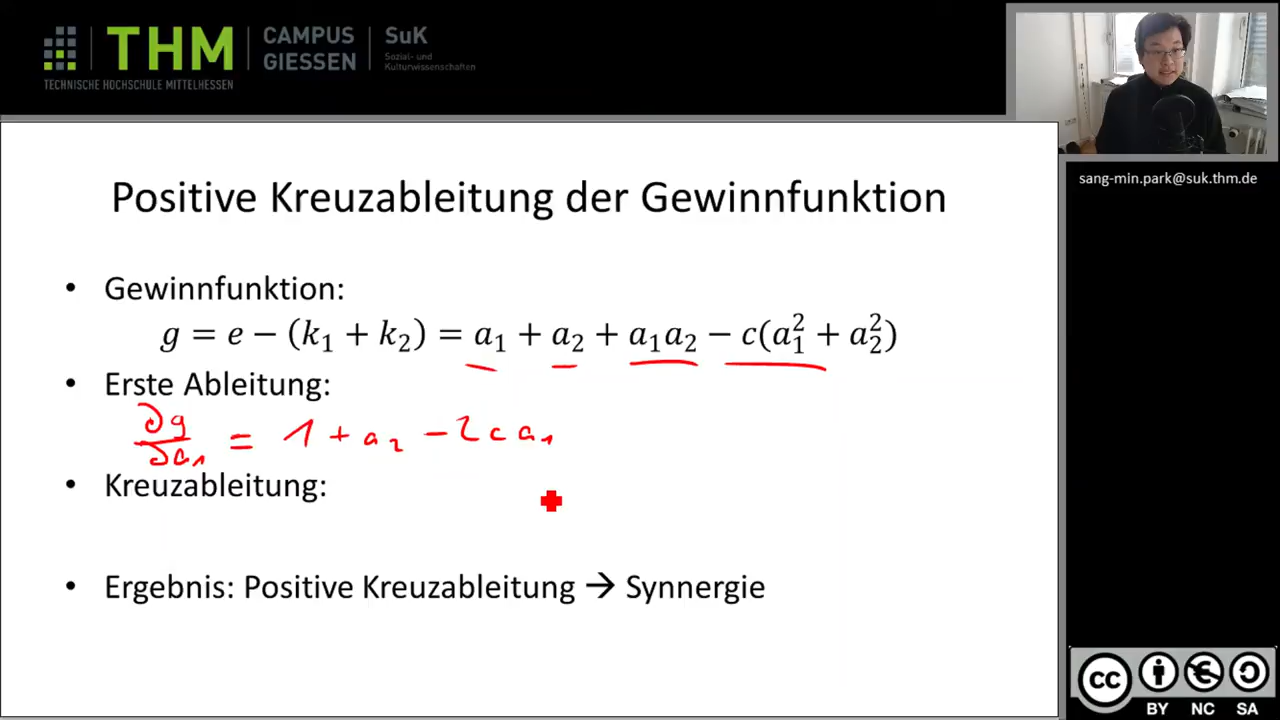 THM
CAMPUS
GIESSEN
SuK
Sozial- und
Kulturwissenschaften
TECHNISCHE HOCHSCHULE MITTELHESSEN
sang-min.park@suk.thm.de
Positive Kreuzableitung der Gewinnfunktion
• Gewinnfunktion:
g = e − (k₁ + k₂) = a₁ + a₂ + a₁a₂ − c(a₁² + a₂²)
• Erste Ableitung:
∂g/∂a₁ = 1 + a₂ − 2ca₁
• Kreuzableitung:
• Ergebnis: Positive Kreuzableitung → Synnergie
cc
BY NC SA